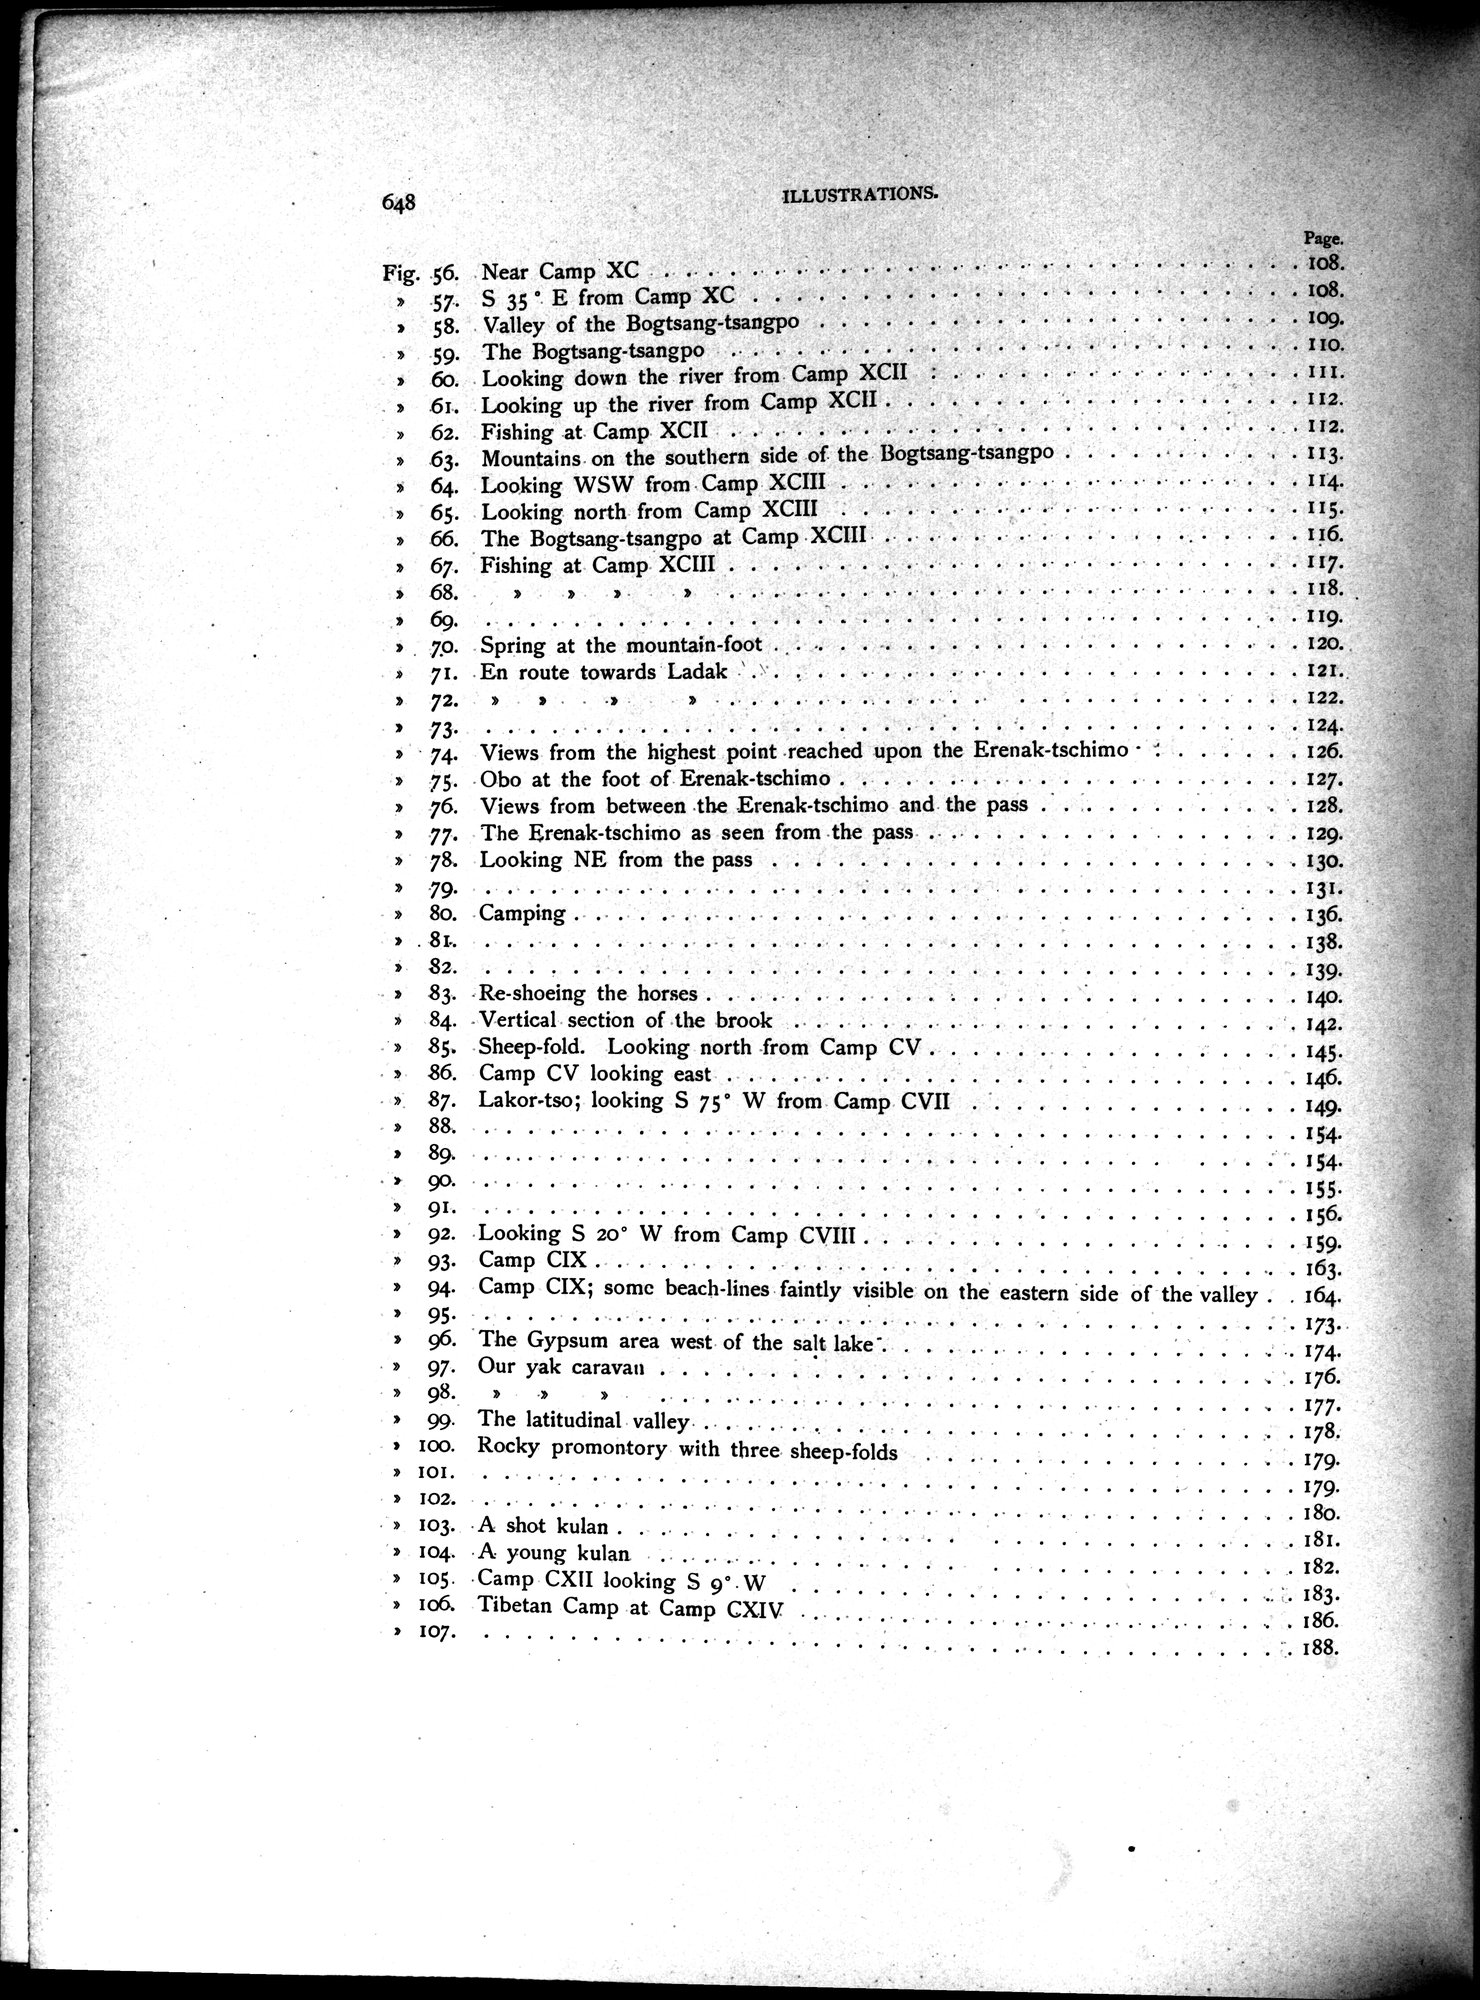 648
ILLUSTRATIONS.
Page.
Fig. 56. Near Camp XC . . . . . . . . . . 108.
» 57. S 35° E from Camp XC . . . . . . . . . . 108.
» 58. Valley of the Bogtsang-tsangpo . . . . . . . . . . 109.
» 59. The Bogtsang-tsangpo . . . . . . . . . . 110.
» 60. Looking down the river from Camp XCII . . . . . . . . . . 111.
» 61. Looking up the river from Camp XCII . . . . . . . . . . 112.
» 62. Fishing at Camp XCII . . . . . . . . . . 112.
» 63. Mountains on the southern side of the Bogtsang-tsangpo . . . . . . . . . . 113.
» 64. Looking WSW from Camp XCIII . . . . . . . . . . 114.
» 65. Looking north from Camp XCIII . . . . . . . . . . 115.
» 66. The Bogtsang-tsangpo at Camp XCIII . . . . . . . . . . 116.
» 67. Fishing at Camp XCIII . . . . . . . . . . 117.
» 68. » » » » . . . . . . . . . . 118.
» 69. . . . . . . . . . . 119.
» 70. Spring at the mountain-foot . . . . . . . . . . 120.
» 71. En route towards Ladak . . . . . . . . . . 121.
» 72. » » » » . . . . . . . . . . 122.
» 73. . . . . . . . . . . 124.
» 74. Views from the highest point reached upon the Erenak-tschimo . . . . . . . 126.
» 75. Obo at the foot of Erenak-tschimo . . . . . . . . . . 127.
» 76. Views from between the Erenak-tschimo and the pass . . . . . . . . . . 128.
» 77. The Erenak-tschimo as seen from the pass . . . . . . . . . . 129.
» 78. Looking NE from the pass . . . . . . . . . . 130.
» 79. . . . . . . . . . . 131.
» 80. Camping . . . . . . . . . . 136.
» 81. . . . . . . . . . . 138.
» 82. . . . . . . . . . . 139.
» 83. Re-shoeing the horses . . . . . . . . . . 140.
» 84. Vertical section of the brook . . . . . . . . . . 142.
» 85. Sheep-fold. Looking north from Camp CV . . . . . . . . . . 145.
» 86. Camp CV looking east . . . . . . . . . . 146.
» 87. Lakor-tso; looking S 75° W from Camp CVII . . . . . . . . . . 149.
» 88. . . . . . . . . . . 154.
» 89. . . . . . . . . . . 154.
» 90. . . . . . . . . . . 155.
» 91. . . . . . . . . . . 156.
» 92. Looking S 20° W from Camp CVIII . . . . . . . . . . 159.
» 93. Camp CIX . . . . . . . . . . 163.
» 94. Camp CIX; some beach-lines faintly visible on the eastern side of the valley . . 164.
» 95. . . . . . . . . . . 173.
» 96. The Gypsum area west of the salt lake . . . . . . . . . . 174.
» 97. Our yak caravan . . . . . . . . . . 176.
» 98. » » » . . . . . . . . . . 177.
» 99. The latitudinal valley . . . . . . . . . . 178.
» 100. Rocky promontory with three sheep-folds . . . . . . . . . . 179.
» 101. . . . . . . . . . . 179.
» 102. . . . . . . . . . . 180.
» 103. A shot kulan . . . . . . . . . . 181.
» 104. A young kulan . . . . . . . . . . 182.
» 105. Camp CXII looking S 9° W . . . . . . . . . . 183.
» 106. Tibetan Camp at Camp CXIV . . . . . . . . . . 186.
» 107. . . . . . . . . . . 188.